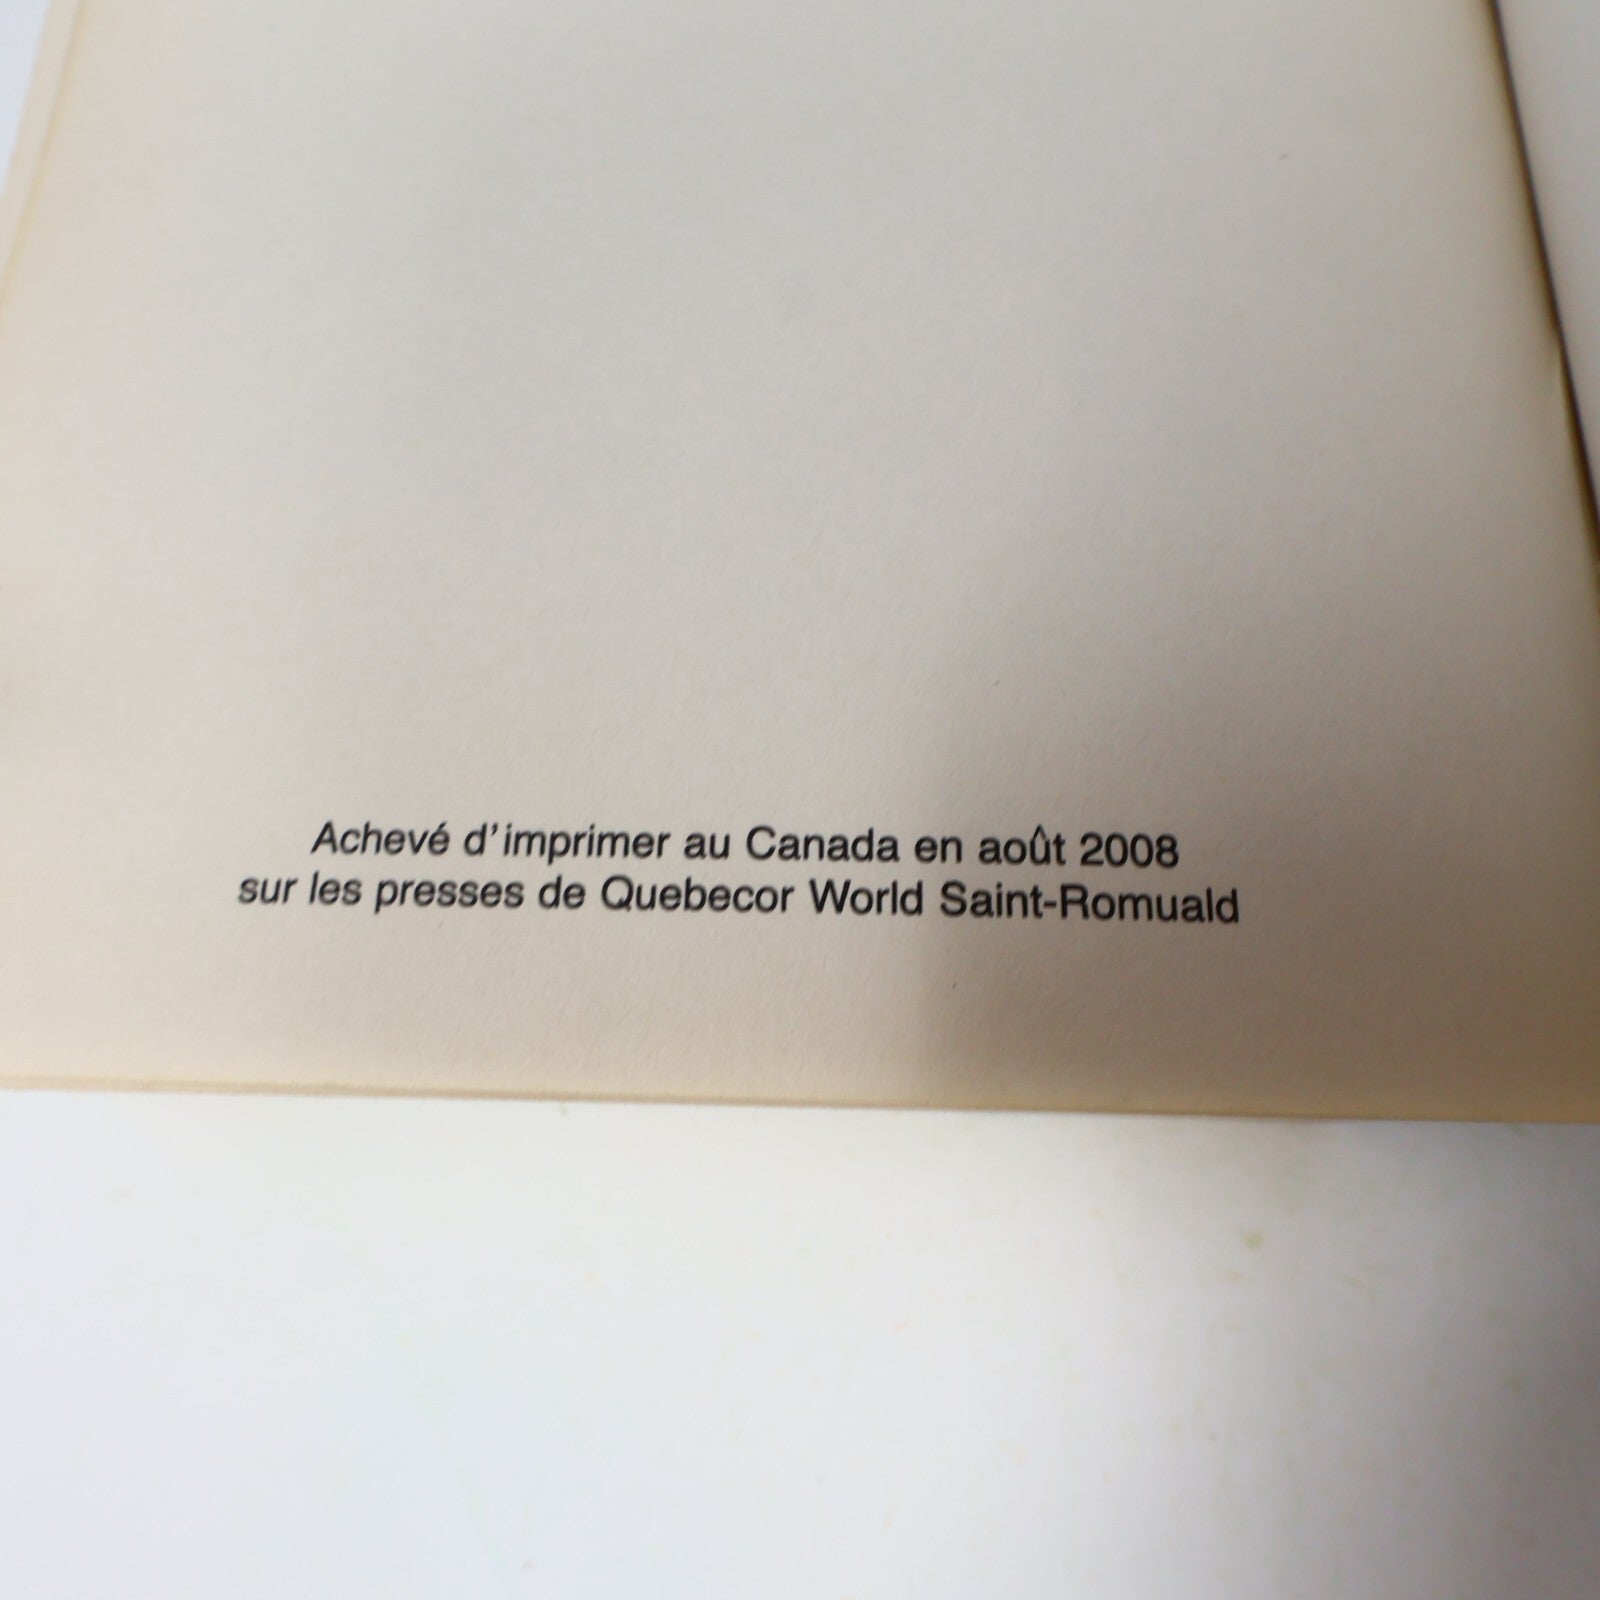 Achevé d'imprimer au Canada en août 2008
sur les presses de Quebecor World Saint-Romuald